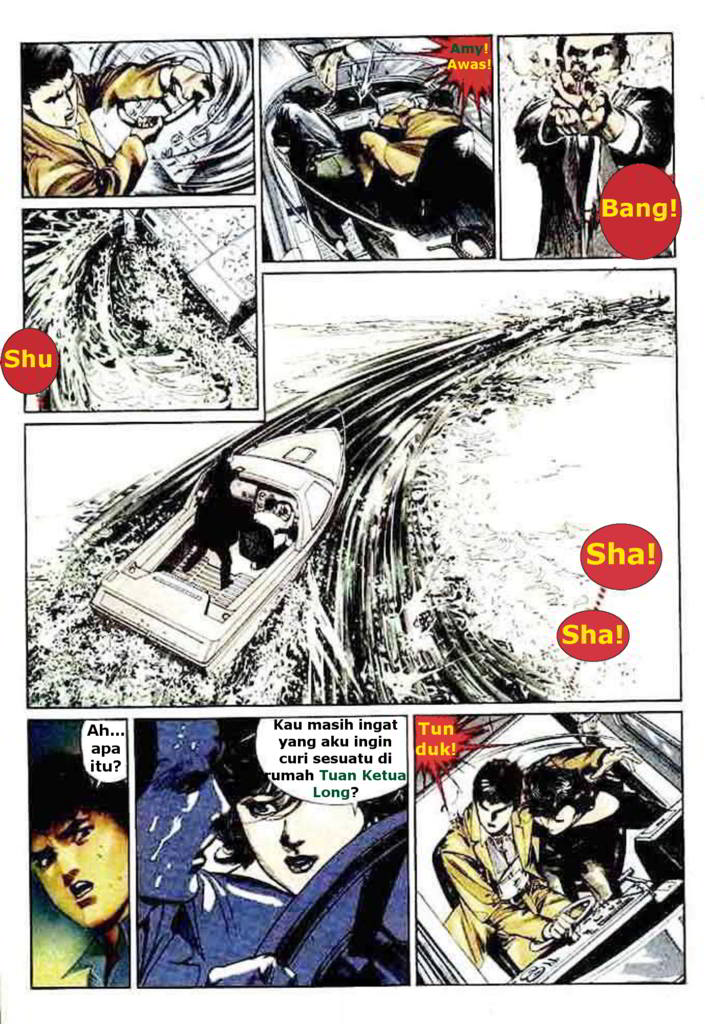 Amy!
Awas!
Bang!
Shu
Sha!
Sha!
Ah...
apa
itu?
Kau masih ingat
yang aku ingin
curi sesuatu di
rumah Tuan Ketua
Long?
Tun
duk!